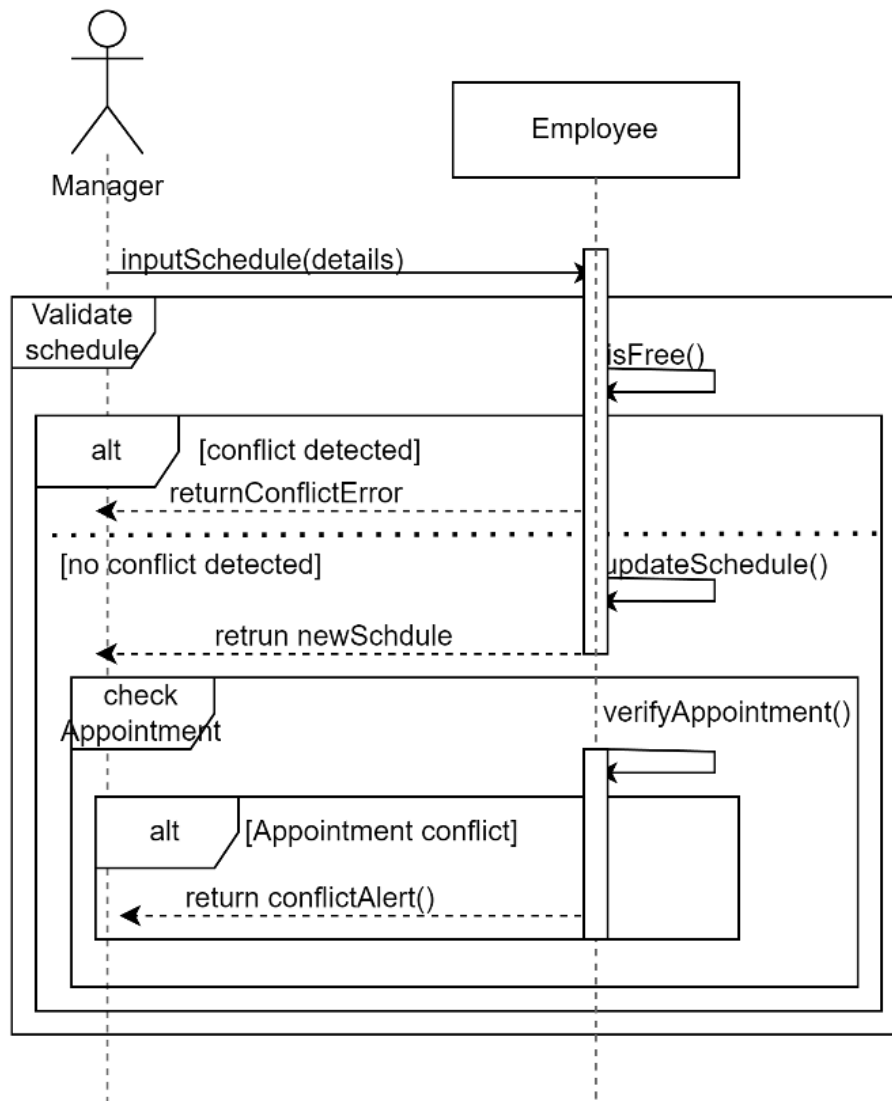 Employee
Manager
inputSchedule(details)
Validate
schedule
isFree()
alt
[conflict detected]
returnConflictError
[no conflict detected]
updateSchedule()
retrun newSchdule
check
Appointment
verifyAppointment()
alt
[Appointment conflict]
return conflictAlert()